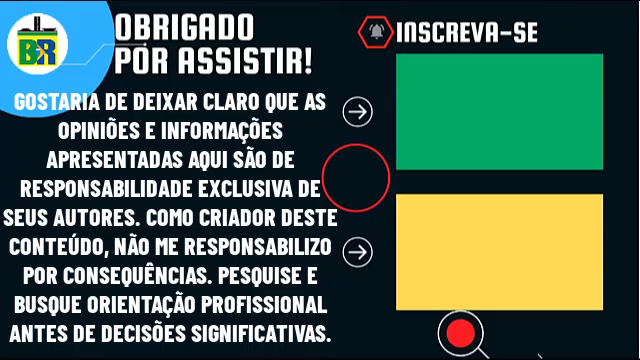 BR
OBRIGADO
POR ASSISTIR!
INSCREVA-SE
GOSTARIA DE DEIXAR CLARO QUE AS
OPINIÕES E INFORMAÇÕES
APRESENTADAS AQUI SÃO DE
RESPONSABILIDADE EXCLUSIVA DE
SEUS AUTORES. COMO CRIADOR DESTE
CONTEÚDO, NÃO ME RESPONSABILIZO
POR CONSEQUÊNCIAS. PESQUISE E
BUSQUE ORIENTAÇÃO PROFISSIONAL
ANTES DE DECISÕES SIGNIFICATIVAS.